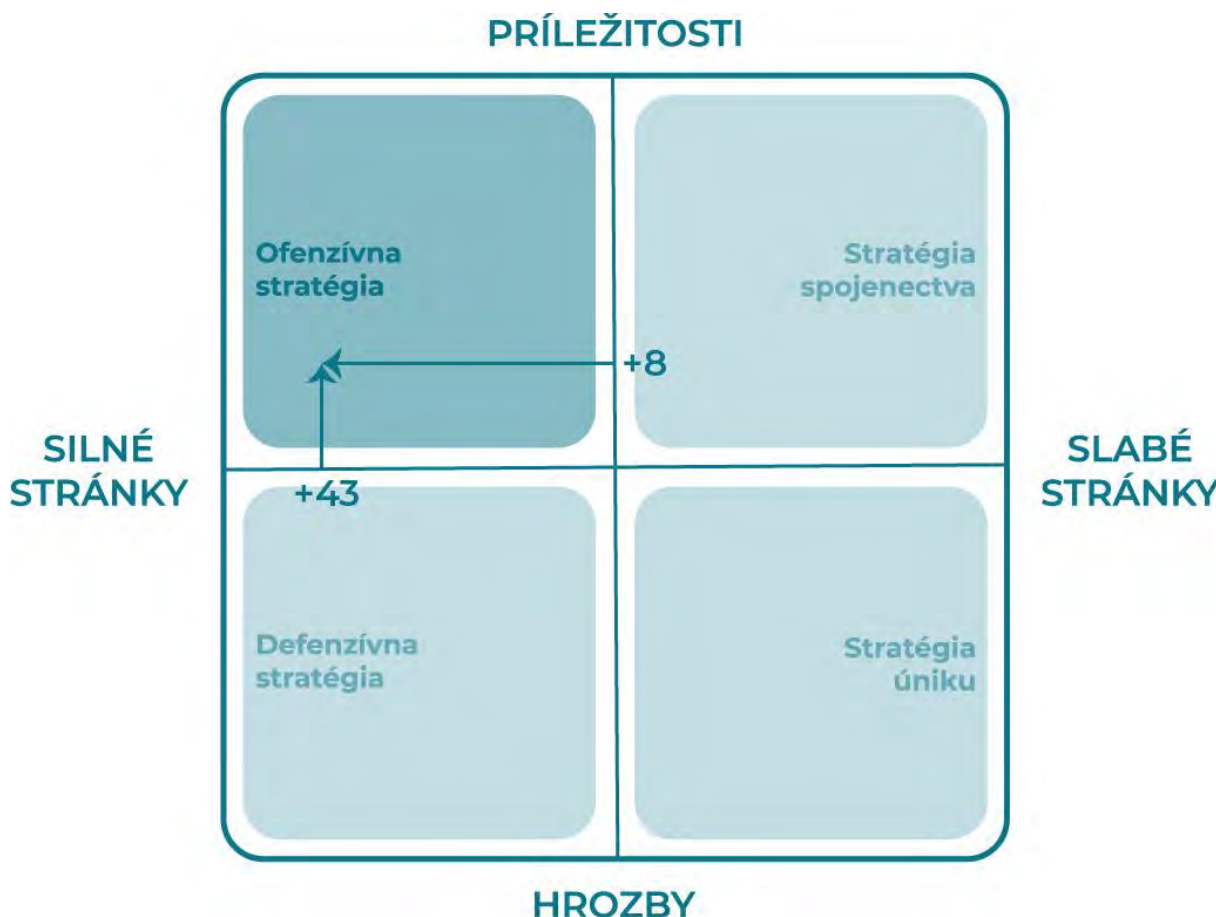 PRÍLEŽITOSTI
Ofenzívna
stratégia
Stratégia
spojenectva
+8
SILNÉ
STRÁNKY
+43
SLABÉ
STRÁNKY
Defenzívna
stratégia
Stratégia
úniku
HROZBY